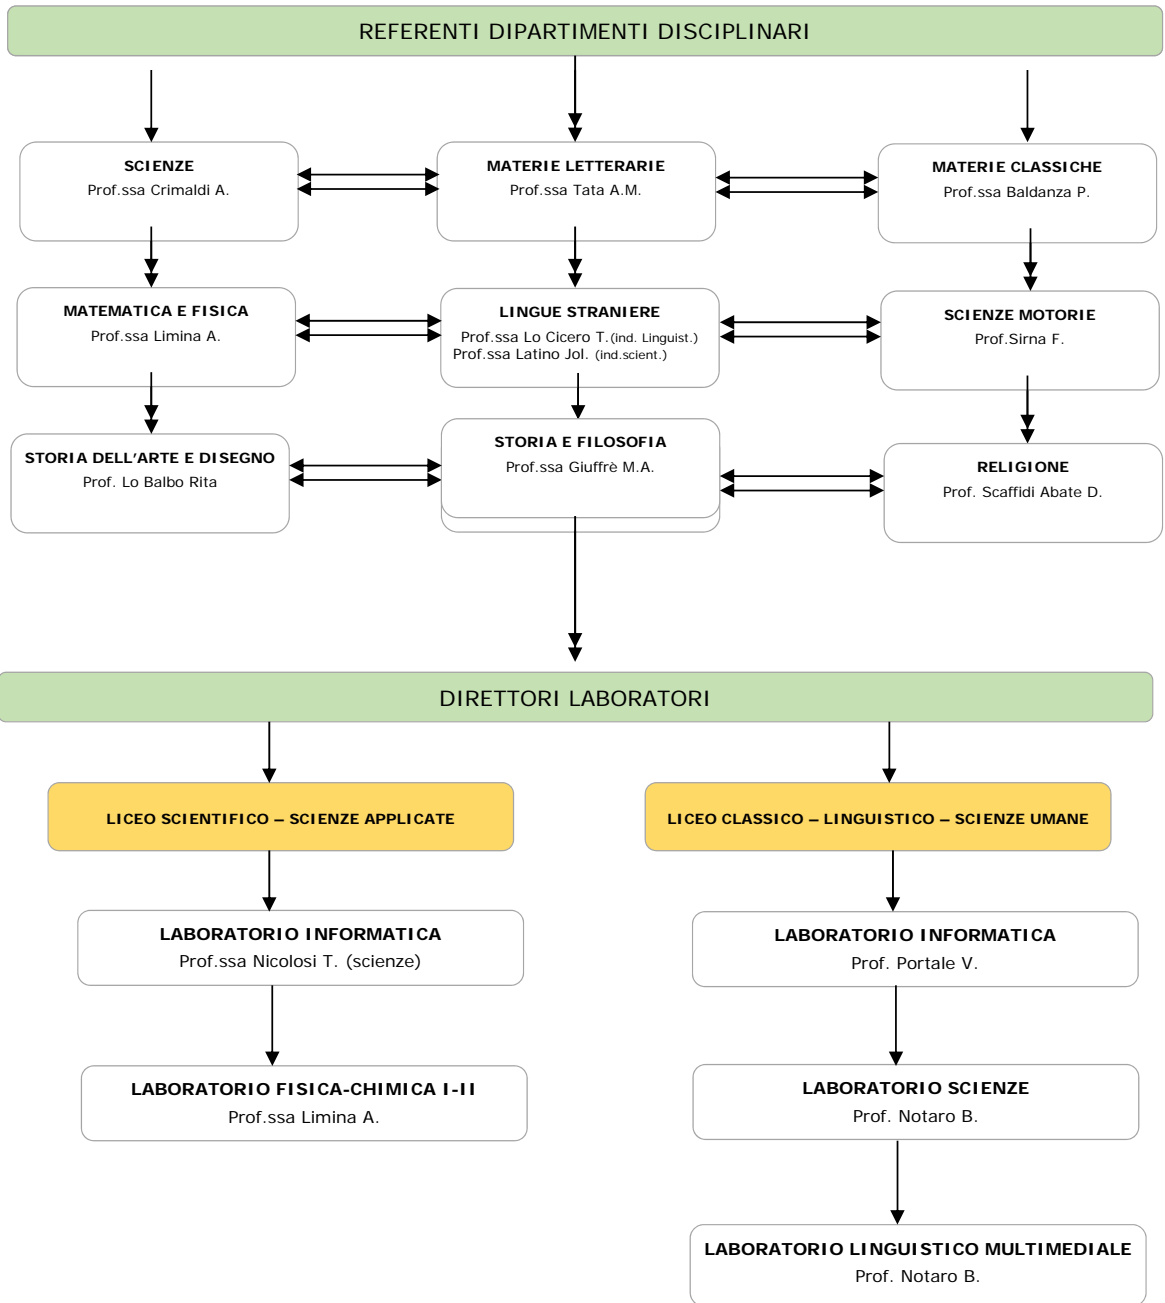 REFERENTI DIPARTIMENTI DISCIPLINARI
SCIENZE
Prof.ssa Crimaldi A.
MATERIE LETTERARIE
Prof.ssa Tata A.M.
MATERIE CLASSICHE
Prof.ssa Baldanza P.
MATEMATICA E FISICA
Prof.ssa Limina A.
LINGUE STRANIERE
Prof.ssa Lo Cicero T.(ind. Linguist.)
Prof.ssa Latino Jol. (ind.scient.)
SCIENZE MOTORIE
Prof.Sirna F.
STORIA DELL'ARTE E DISEGNO
Prof. Lo Balbo Rita
STORIA E FILOSOFIA
Prof.ssa Giuffrè M.A.
RELIGIONE
Prof. Scaffidi Abate D.
DIRETTORI LABORATORI
LICEO SCIENTIFICO – SCIENZE APPLICATE
LICEO CLASSICO – LINGUISTICO – SCIENZE UMANE
LABORATORIO INFORMATICA
Prof.ssa Nicolosi T. (scienze)
LABORATORIO INFORMATICA
Prof. Portale V.
LABORATORIO FISICA-CHIMICA I-II
Prof.ssa Limina A.
LABORATORIO SCIENZE
Prof. Notaro B.
LABORATORIO LINGUISTICO MULTIMEDIALE
Prof. Notaro B.